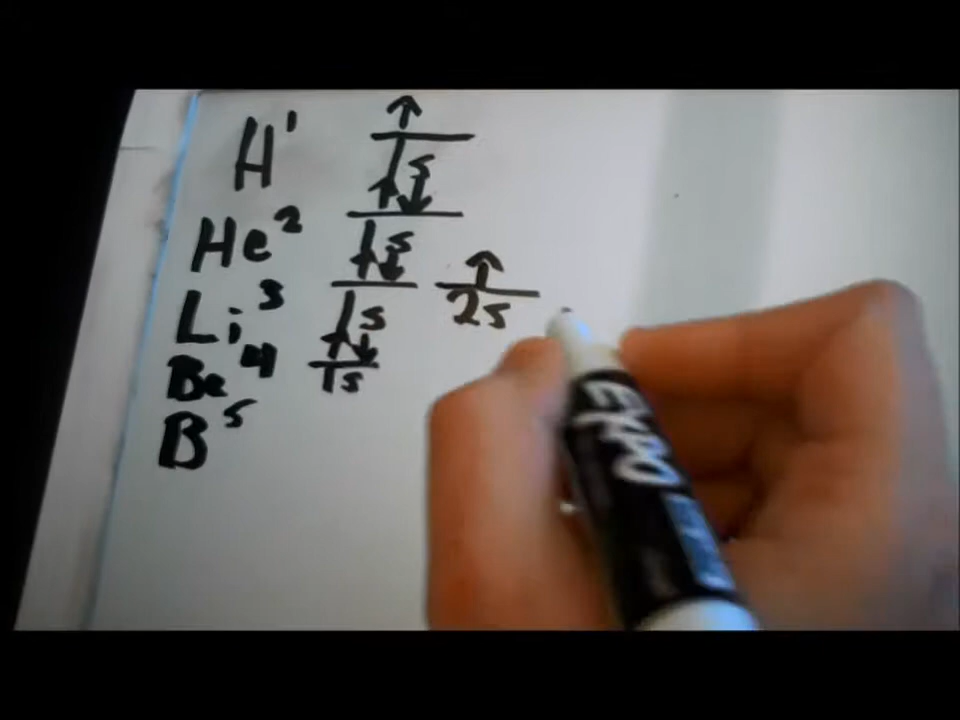 H¹ ↑
1s
He² ↑↓
1s
Li³ ↑↓ ↑
1s 2s
Be⁴ ↑↓
1s
B⁵
EXPO